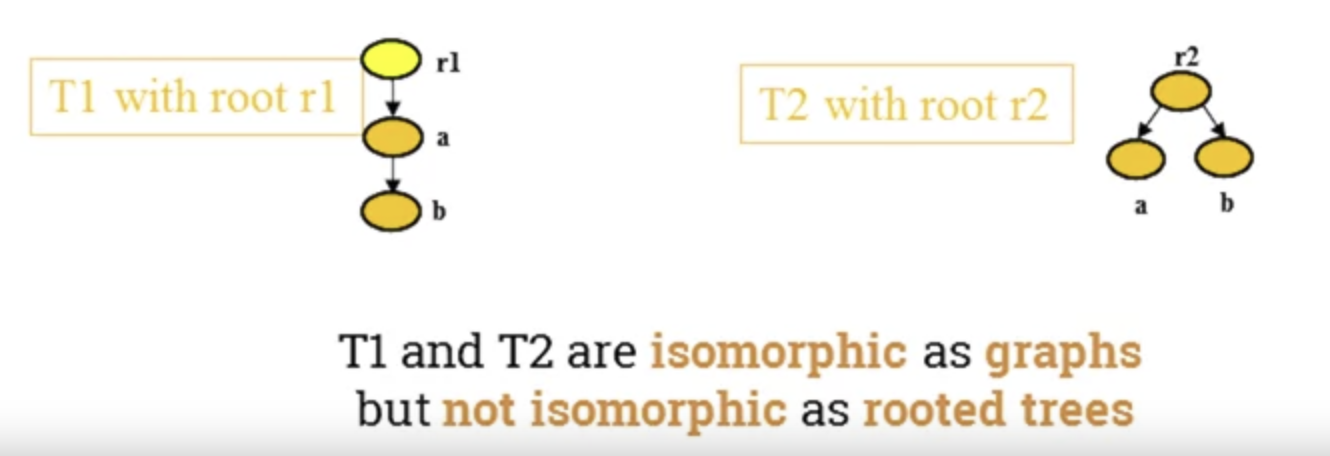 T1 with root r1
r1
a
b
T2 with root r2
r2
a
b
T1 and T2 are isomorphic as graphs
but not isomorphic as rooted trees